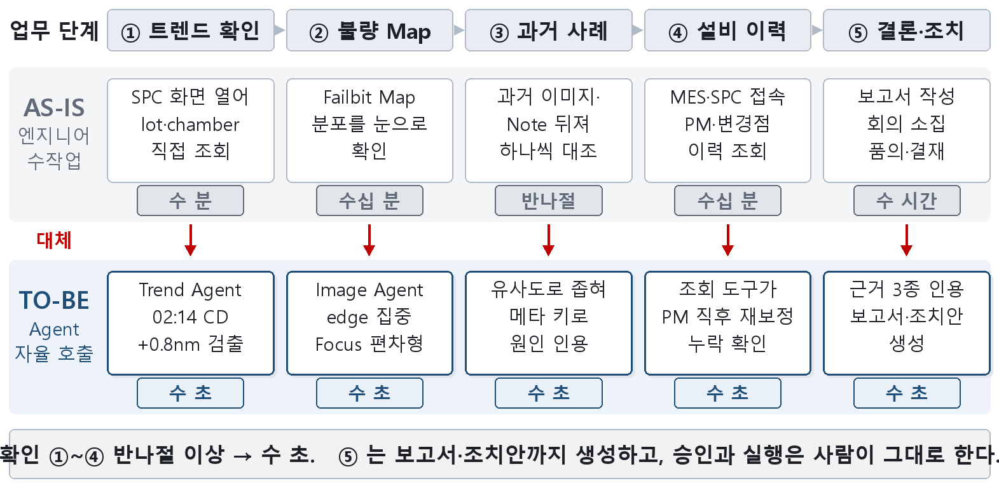 업무 단계
① 트렌드 확인
② 불량 Map
③ 과거 사례
④ 설비 이력
⑤ 결론·조치
AS-IS
엔지니어
수작업
SPC 화면 열어
lot·chamber
직접 조회
수 분
Failbit Map
분포를 눈으로
확인
수십 분
과거 이미지·
Note 뒤져
하나씩 대조
반나절
MES·SPC 접속
PM·변경점
이력 조회
수십 분
보고서 작성
회의 소집
품의·결재
수 시간
대체
TO-BE
Agent
자율 호출
Trend Agent
02:14 CD
+0.8nm 검출
수 초
Image Agent
edge 집중
Focus 편차형
수 초
유사도로 좁혀
메타 키로
원인 인용
수 초
조회 도구가
PM 직후 재보정
누락 확인
수 초
근거 3종 인용
보고서·조치안
생성
수 초
확인 ①~④ 반나절 이상 → 수 초. ⑤ 는 보고서·조치안까지 생성하고, 승인과 실행은 사람이 그대로 한다.